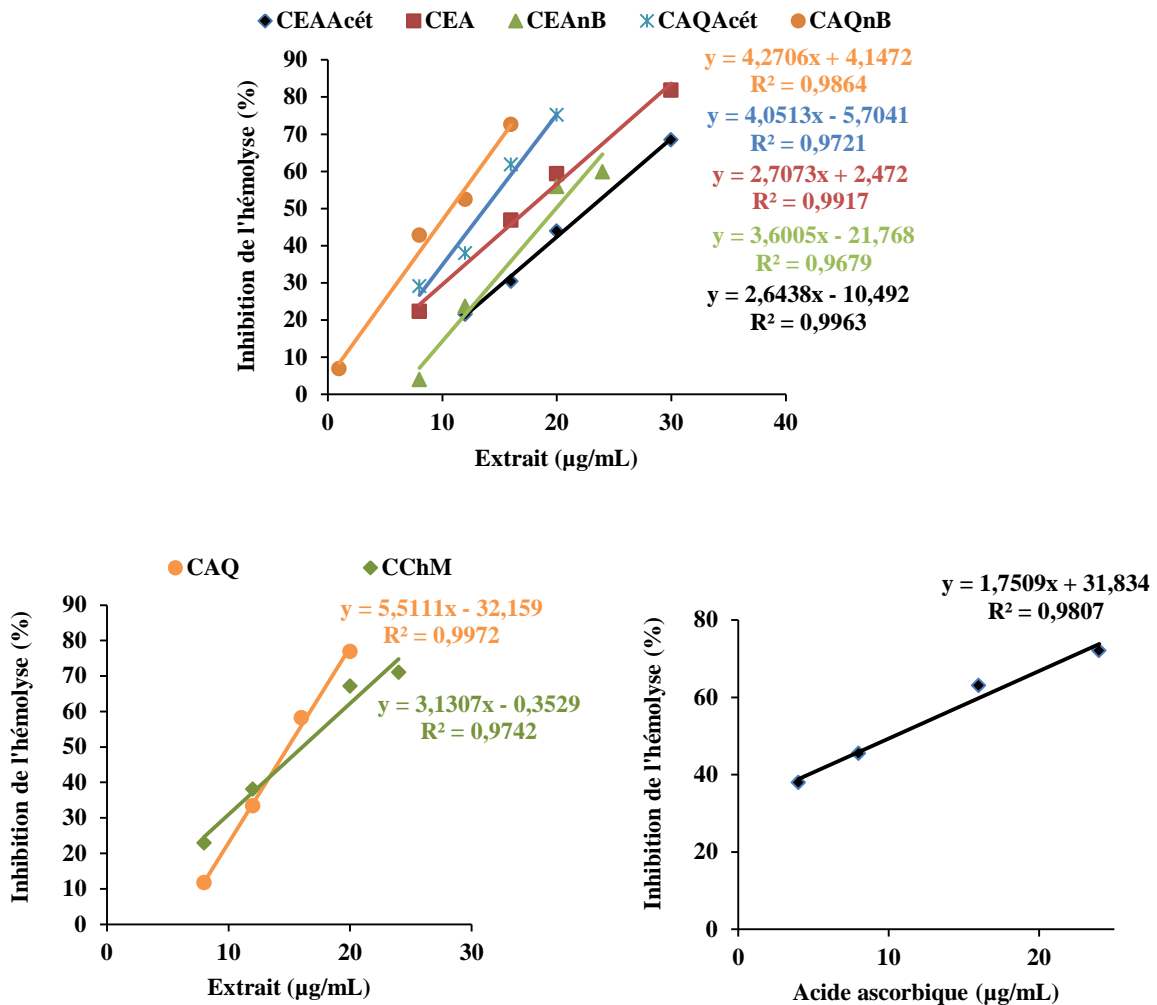 CEAAcét CEA CEAnB CAQAcét CAQnB
90
80
70
60
50
40
30
20
10
0
Inhibition de l'hémolyse (%)
y = 4,2706x + 4,1472
R² = 0,9864
y = 4,0513x - 5,7041
R² = 0,9721
y = 2,7073x + 2,472
R² = 0,9917
y = 3,6005x - 21,768
R² = 0,9679
y = 2,6438x - 10,492
R² = 0,9963
0 10 20 30 40
Extrait (µg/mL)
CAQ CChM
90
80
70
60
50
40
30
20
10
0
Inhibition de l'hémolyse (%)
y = 5,5111x - 32,159
R² = 0,9972
y = 3,1307x - 0,3529
R² = 0,9742
0 10 20 30
Extrait (µg/mL)
y = 1,7509x + 31,834
R² = 0,9807
80
60
40
20
0
Inhibition de l'hémolyse (%)
0 10 20
Acide ascorbique (µg/mL)